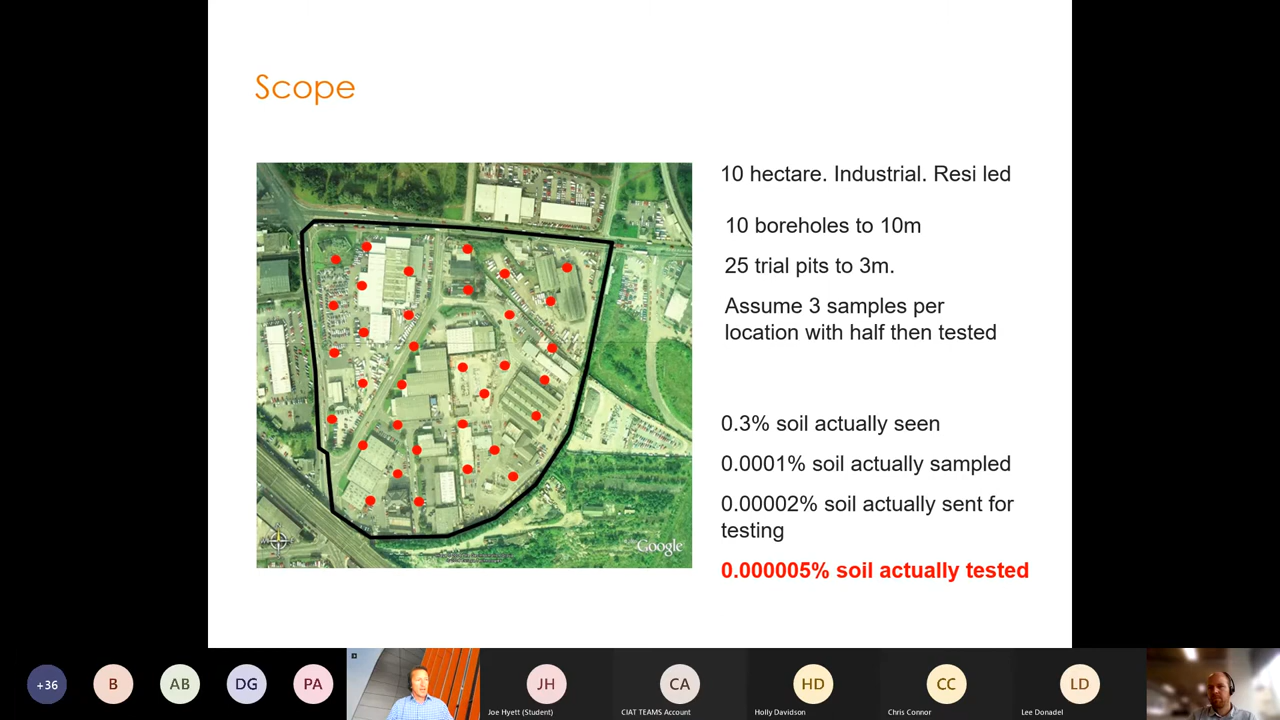 Scope
10 hectare. Industrial. Resi led
10 boreholes to 10m
25 trial pits to 3m.
Assume 3 samples per
location with half then tested
0.3% soil actually seen
0.0001% soil actually sampled
0.00002% soil actually sent for
testing
0.000005% soil actually tested
Google
+36
B
AB
DG
PA
JH
Joe Hyett (Student)
CA
CIAT TEAMS Account
HD
Holly Davidson
CC
Chris Connor
LD
Lee Donadel